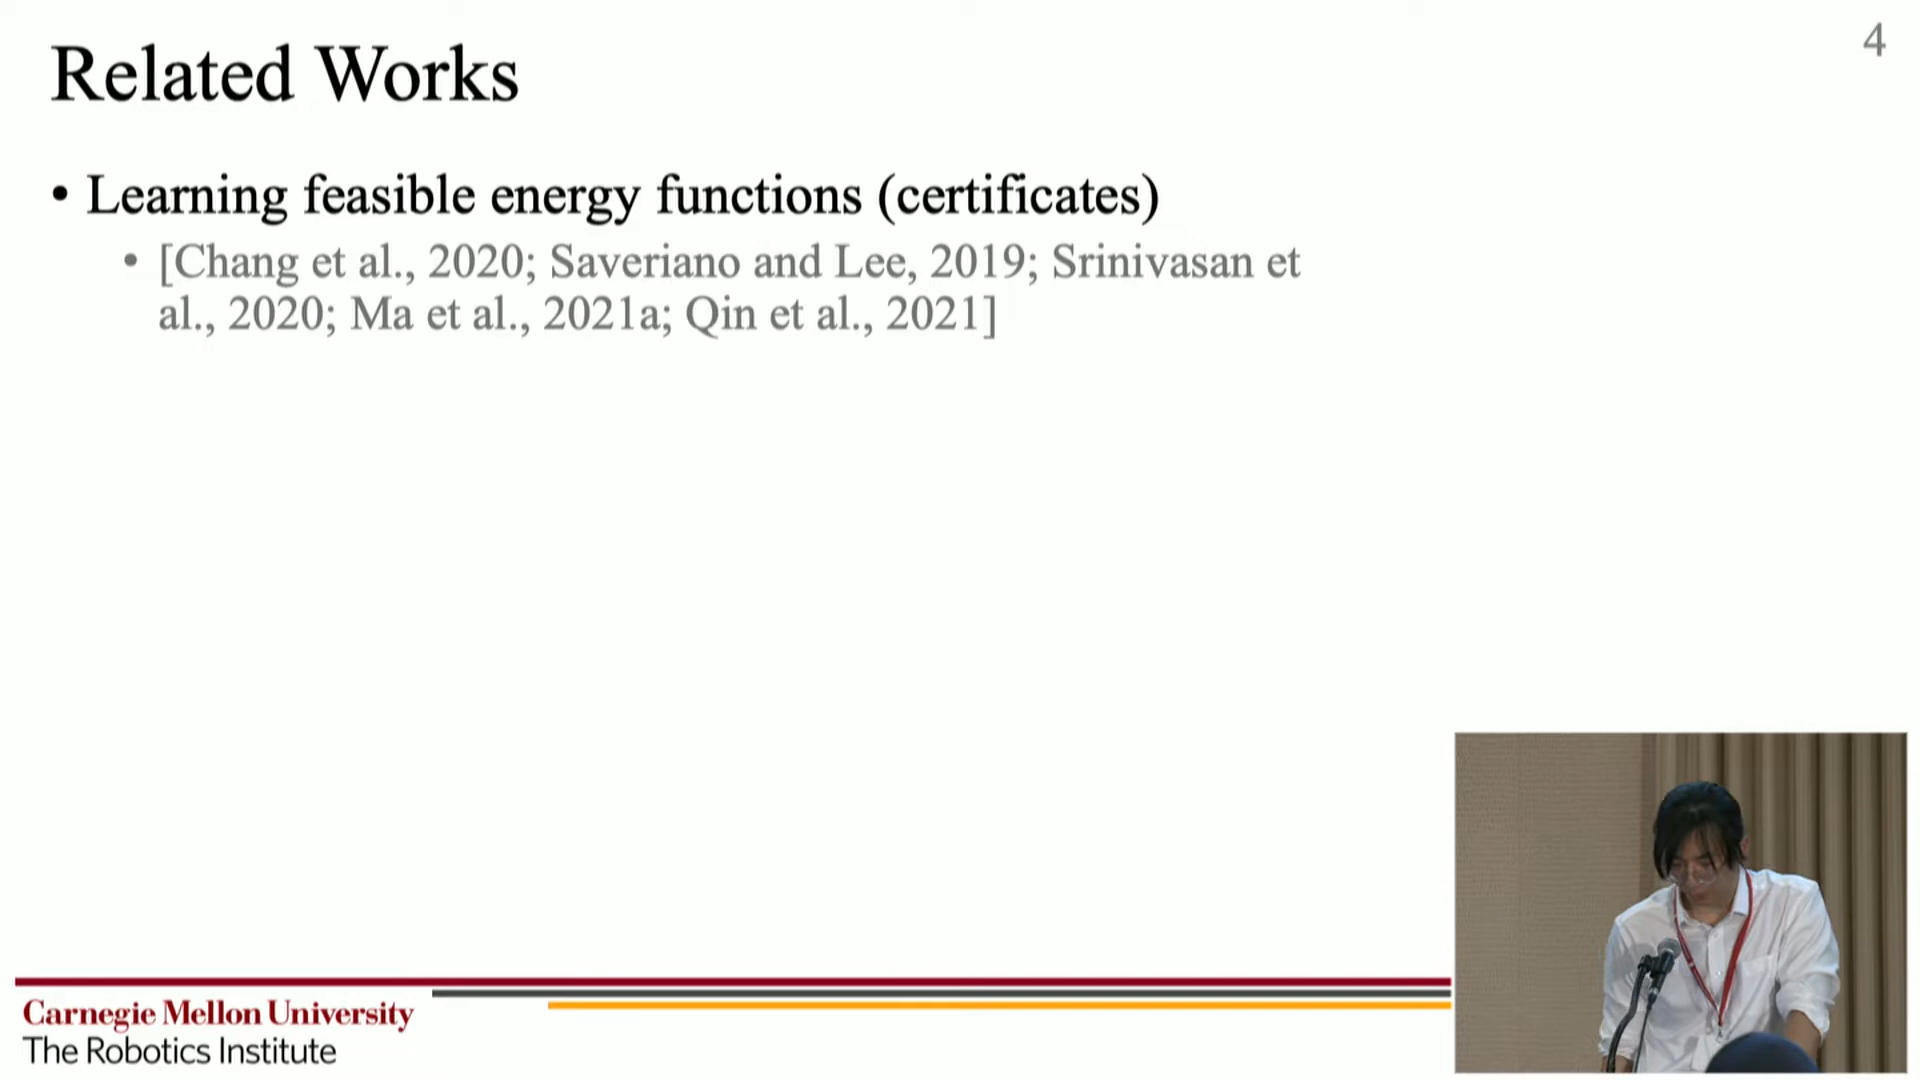 4
Related Works
• Learning feasible energy functions (certificates)
• [Chang et al., 2020; Saveriano and Lee, 2019; Srinivasan et
al., 2020; Ma et al., 2021a; Qin et al., 2021]
Carnegie Mellon University
The Robotics Institute